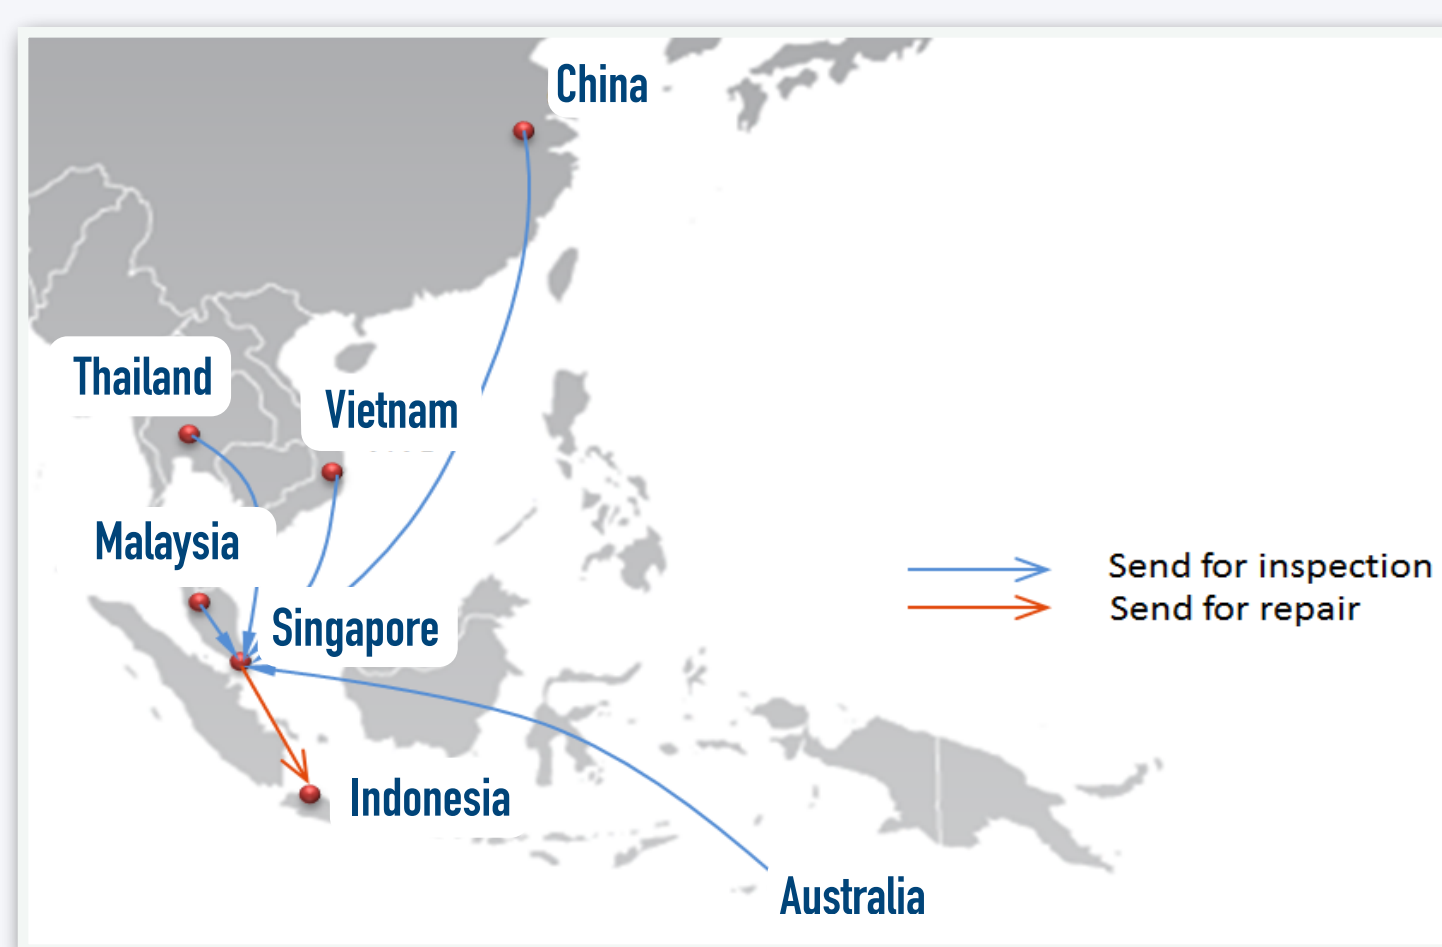 China
Thailand
Vietnam
Malaysia
Send for inspection
Send for repair
Singapore
Indonesia
Australia